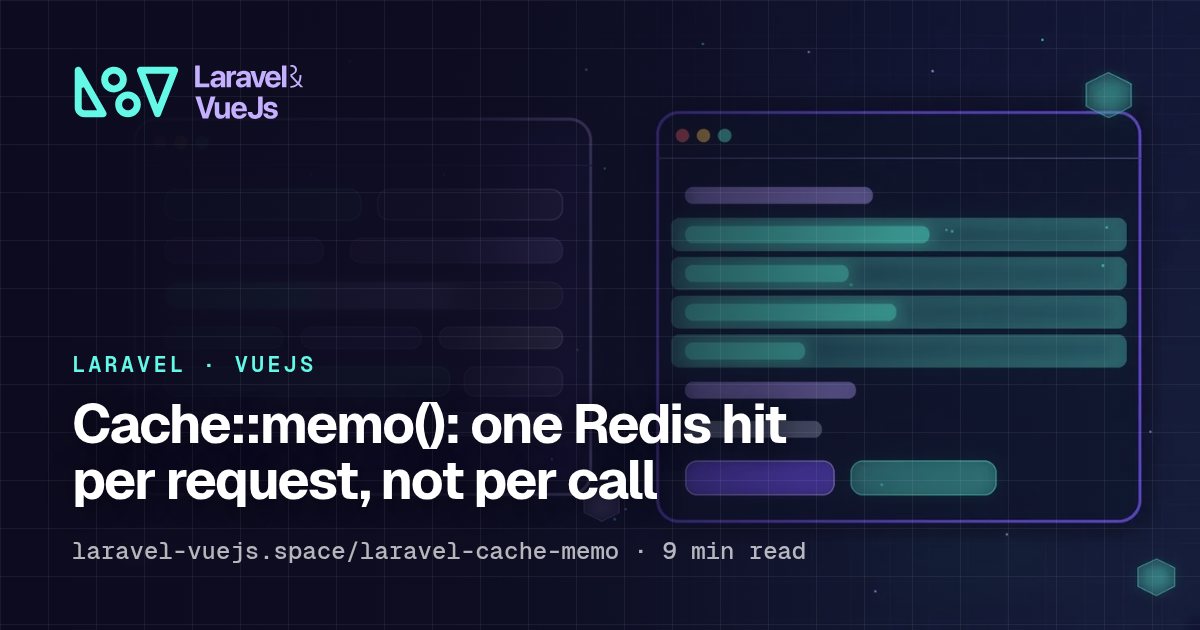 Laravel&
VueJs
LARAVEL · VUEJS
Cache::memo(): one Redis hit
per request, not per call
laravel-vuejs.space/laravel-cache-memo · 9 min read